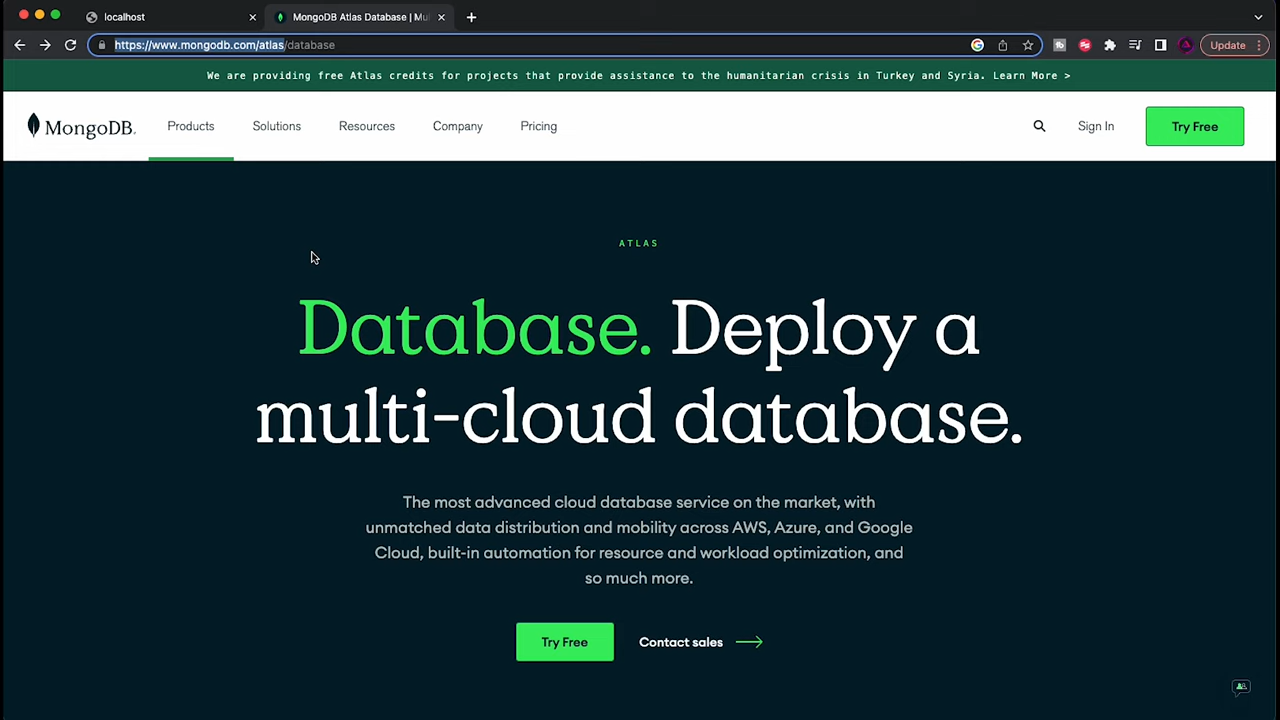 localhost
MongoDB Atlas Database | Mu
https://www.mongodb.com/atlas/database
Update
We are providing free Atlas credits for projects that provide assistance to the humanitarian crisis in Turkey and Syria. Learn More >
MongoDB.
Products
Solutions
Resources
Company
Pricing
Sign In
Try Free
ATLAS
Database. Deploy a
multi-cloud database.
The most advanced cloud database service on the market, with
unmatched data distribution and mobility across AWS, Azure, and Google
Cloud, built-in automation for resource and workload optimization, and
so much more.
Try Free
Contact sales